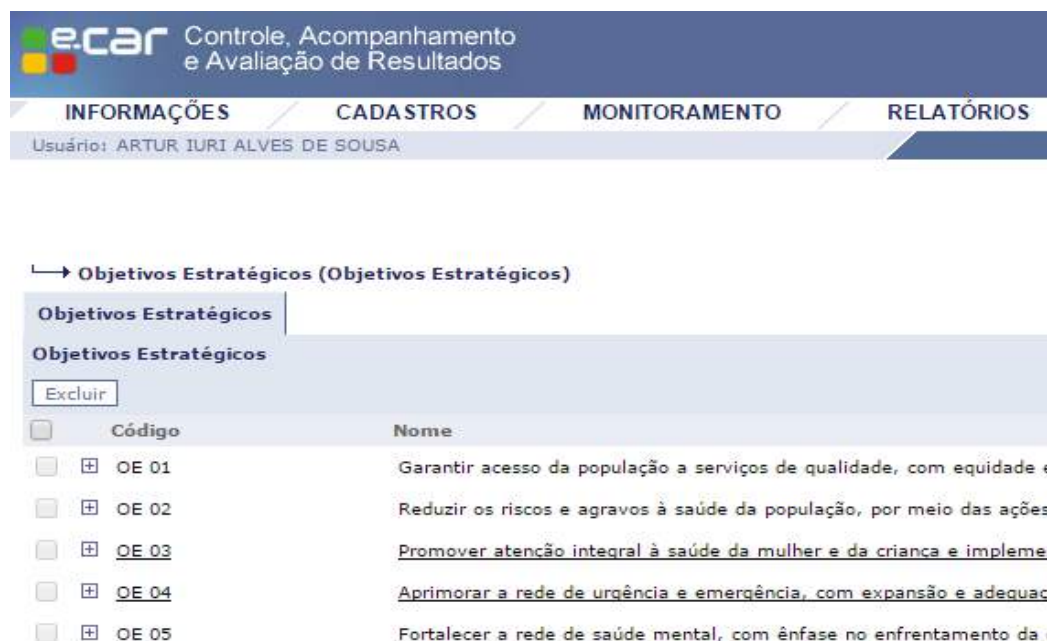 e.car Controle, Acompanhamento
e Avaliação de Resultados
INFORMAÇÕES CADASTROS MONITORAMENTO RELATÓRIOS
Usuário: ARTUR IURI ALVES DE SOUSA
Objetivos Estratégicos (Objetivos Estratégicos)
Objetivos Estratégicos
Objetivos Estratégicos
Excluir
Código Nome
OE 01 Garantir acesso da população a serviços de qualidade, com equidade e
OE 02 Reduzir os riscos e agravos à saúde da população, por meio das ações
OE 03 Promover atenção integral à saúde da mulher e da criança e impleme
OE 04 Aprimorar a rede de urgência e emergência, com expansão e adequac
OE 05 Fortalecer a rede de saúde mental, com ênfase no enfrentamento da